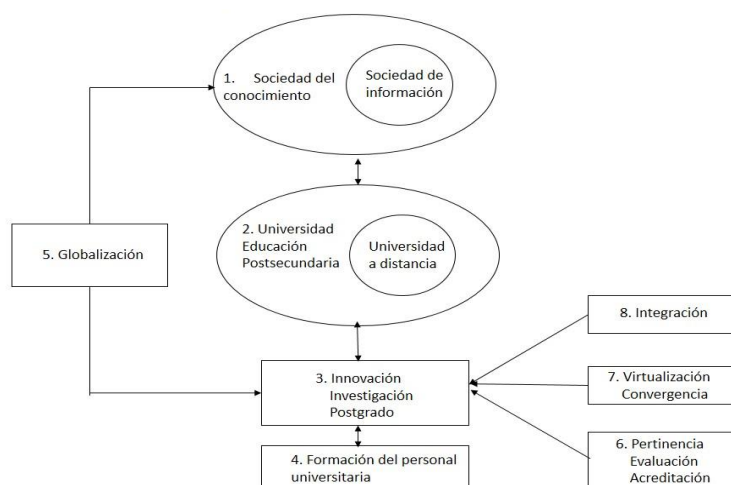 1. Sociedad del
conocimiento
Sociedad de
información
2. Universidad
Educación
Postsecundaria
Universidad
a distancia
5. Globalización
8. Integración
3. Innovación
Investigación
Postgrado
7. Virtualización
Convergencia
4. Formación del personal
universitaria
6. Pertinencia
Evaluación
Acreditación